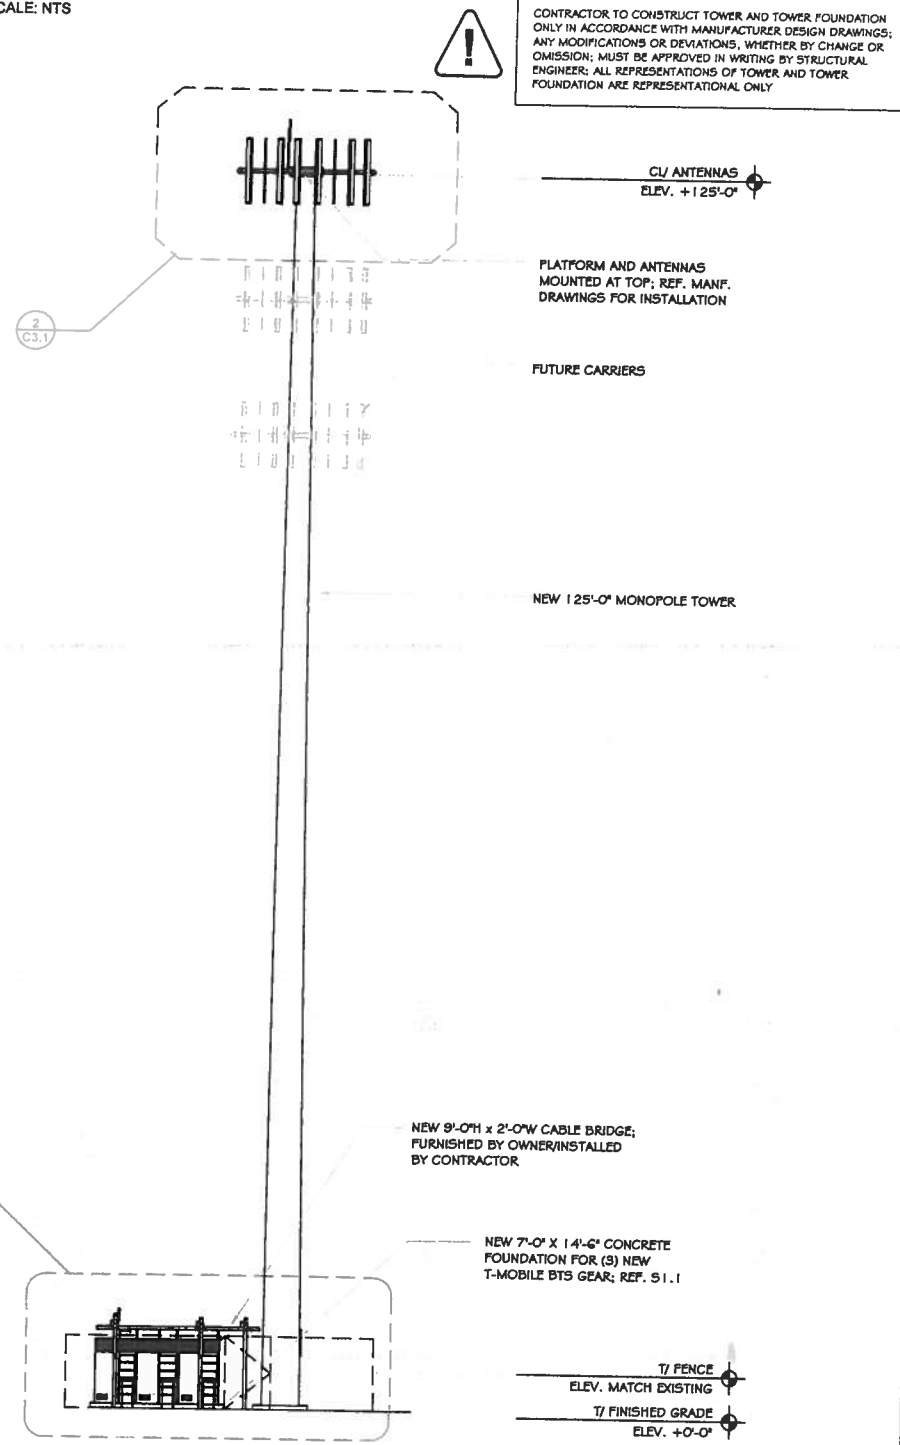 CALE: NTS
CONTRACTOR TO CONSTRUCT TOWER AND TOWER FOUNDATION
ONLY IN ACCORDANCE WITH MANUFACTURER DESIGN DRAWINGS;
ANY MODIFICATIONS OR DEVIATIONS, WHETHER BY CHANGE OR
OMISSION; MUST BE APPROVED IN WRITING BY STRUCTURAL
ENGINEER; ALL REPRESENTATIONS OF TOWER AND TOWER
FOUNDATION ARE REPRESENTATIONAL ONLY
!
CL/ ANTENNAS
ELEV. +125'-0"
PLATFORM AND ANTENNAS
MOUNTED AT TOP; REF. MANF.
DRAWINGS FOR INSTALLATION
2
C3.1
FUTURE CARRIERS
NEW 125'-0" MONOPOLE TOWER
NEW 9'-0"H x 2'-0"W CABLE BRIDGE;
FURNISHED BY OWNER/INSTALLED
BY CONTRACTOR
NEW 7'-0" X 14'-6" CONCRETE
FOUNDATION FOR (3) NEW
T-MOBILE BTS GEAR; REF. S1.1
T/ FENCE
ELEV. MATCH EXISTING
T/ FINISHED GRADE
ELEV. +0'-0"